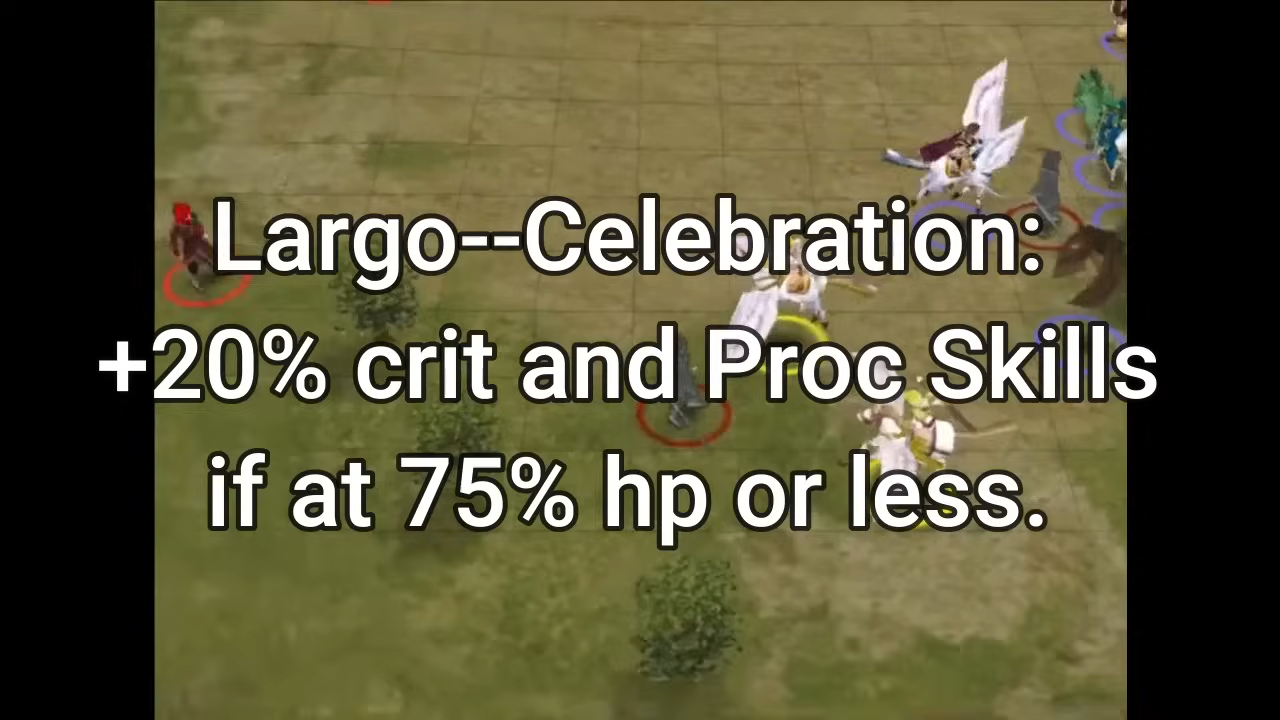 Largo--Celebration:
+20% crit and Proc Skills
if at 75% hp or less.